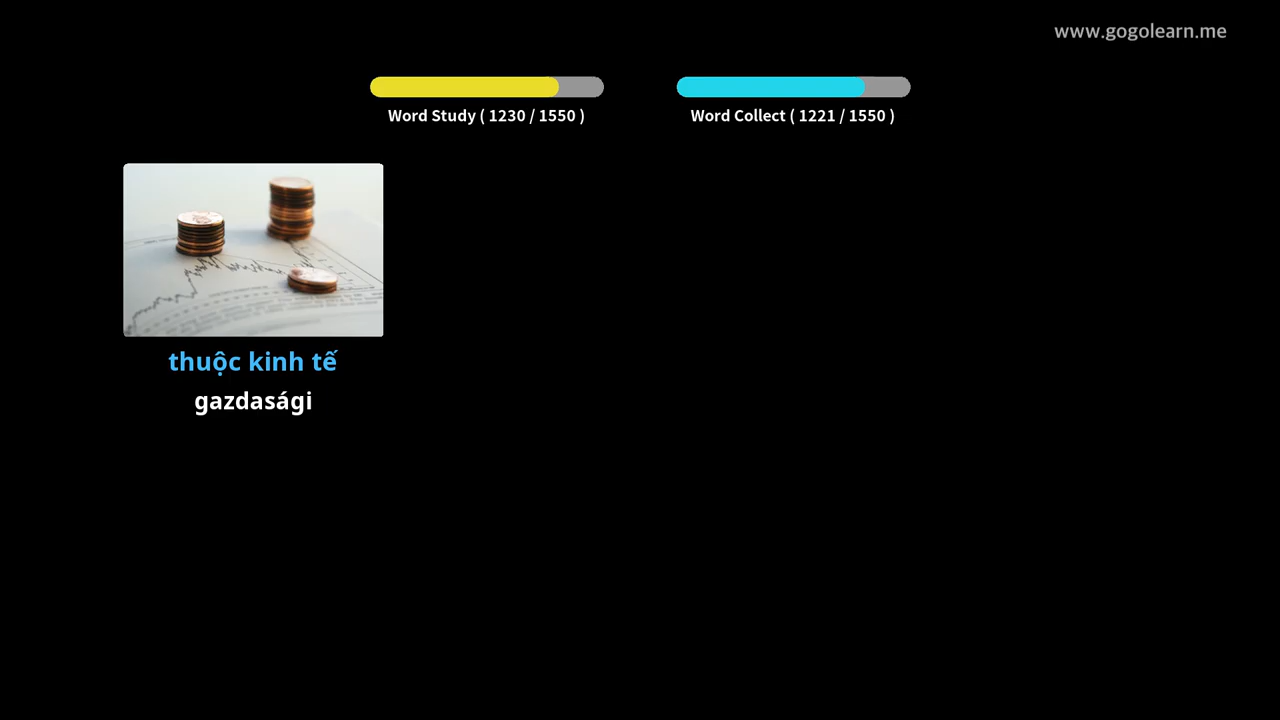 www.gogolearn.me
Word Study ( 1230 / 1550 )
Word Collect ( 1221 / 1550 )
thuộc kinh tế
gazdasági